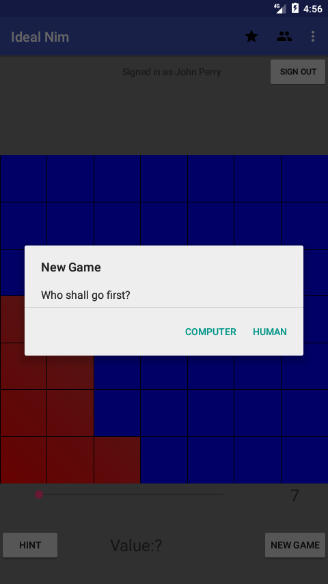 4G 4:56
Ideal Nim
Signed in as John Perry
SIGN OUT
New Game
Who shall go first?
COMPUTER HUMAN
7
HINT Value:? NEW GAME